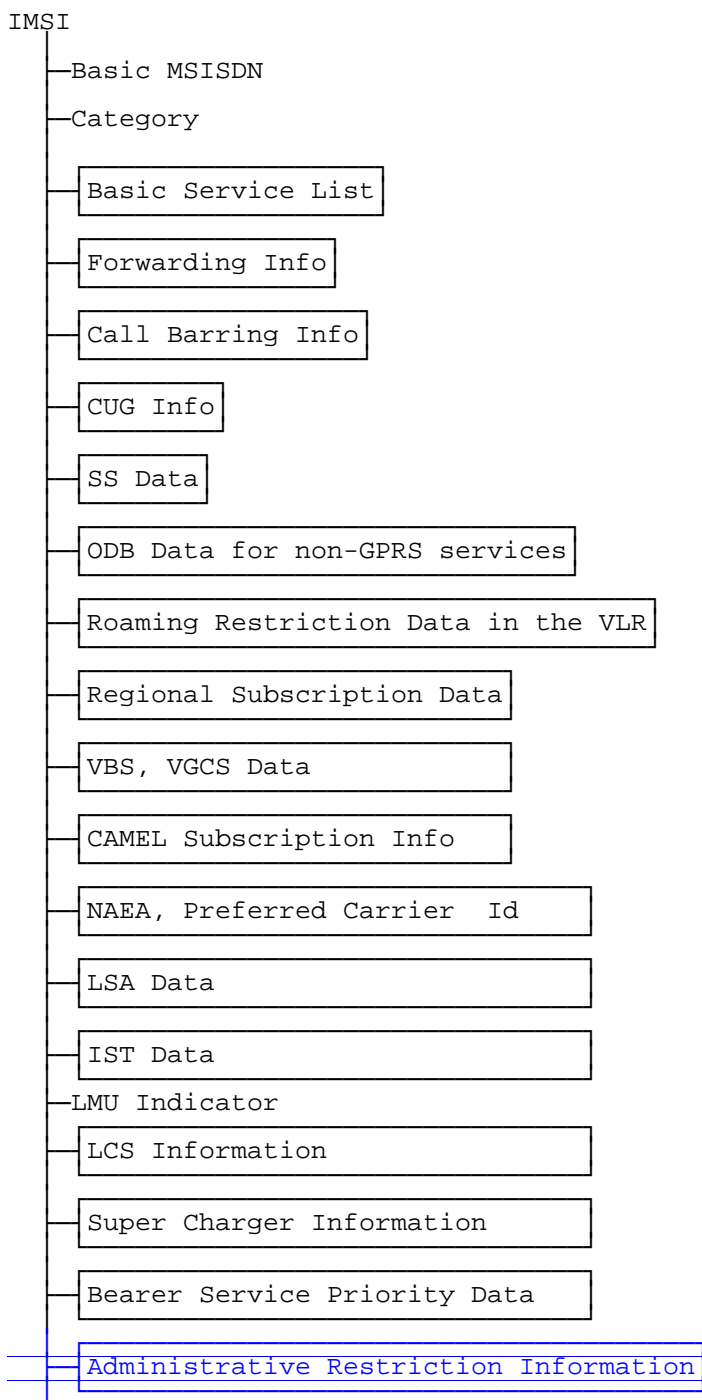 IMSI
Basic MSISDN
Category
Basic Service List
Forwarding Info
Call Barring Info
CUG Info
SS Data
ODB Data for non-GPRS services
Roaming Restriction Data in the VLR
Regional Subscription Data
VBS, VGCS Data
CAMEL Subscription Info
NAEA, Preferred Carrier  Id
LSA Data
IST Data
LMU Indicator
LCS Information
Super Charger Information
Bearer Service Priority Data
Administrative Restriction Information